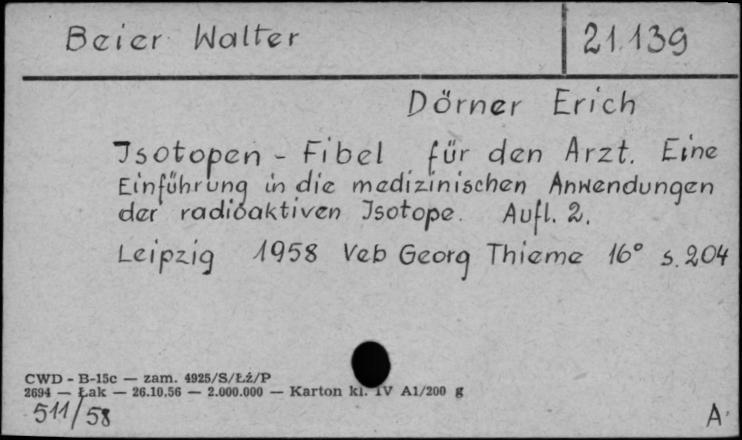 Beier Walter 21.139
Dörner Erich
Isotopen - Fibel für den Arzt. Eine
Einführung in die medizinischen Anwendungen
der radioaktiven Isotope. Aufl. 2.
Leipzig 1958 Veb Georg Thieme 16° s. 204
CWD - B-15c — zam. 4925/S/Łż/P
2694 — Łak — 26.10.56 — 2.000.000 — Karton kl. IV A1/200 g
511/58 A.